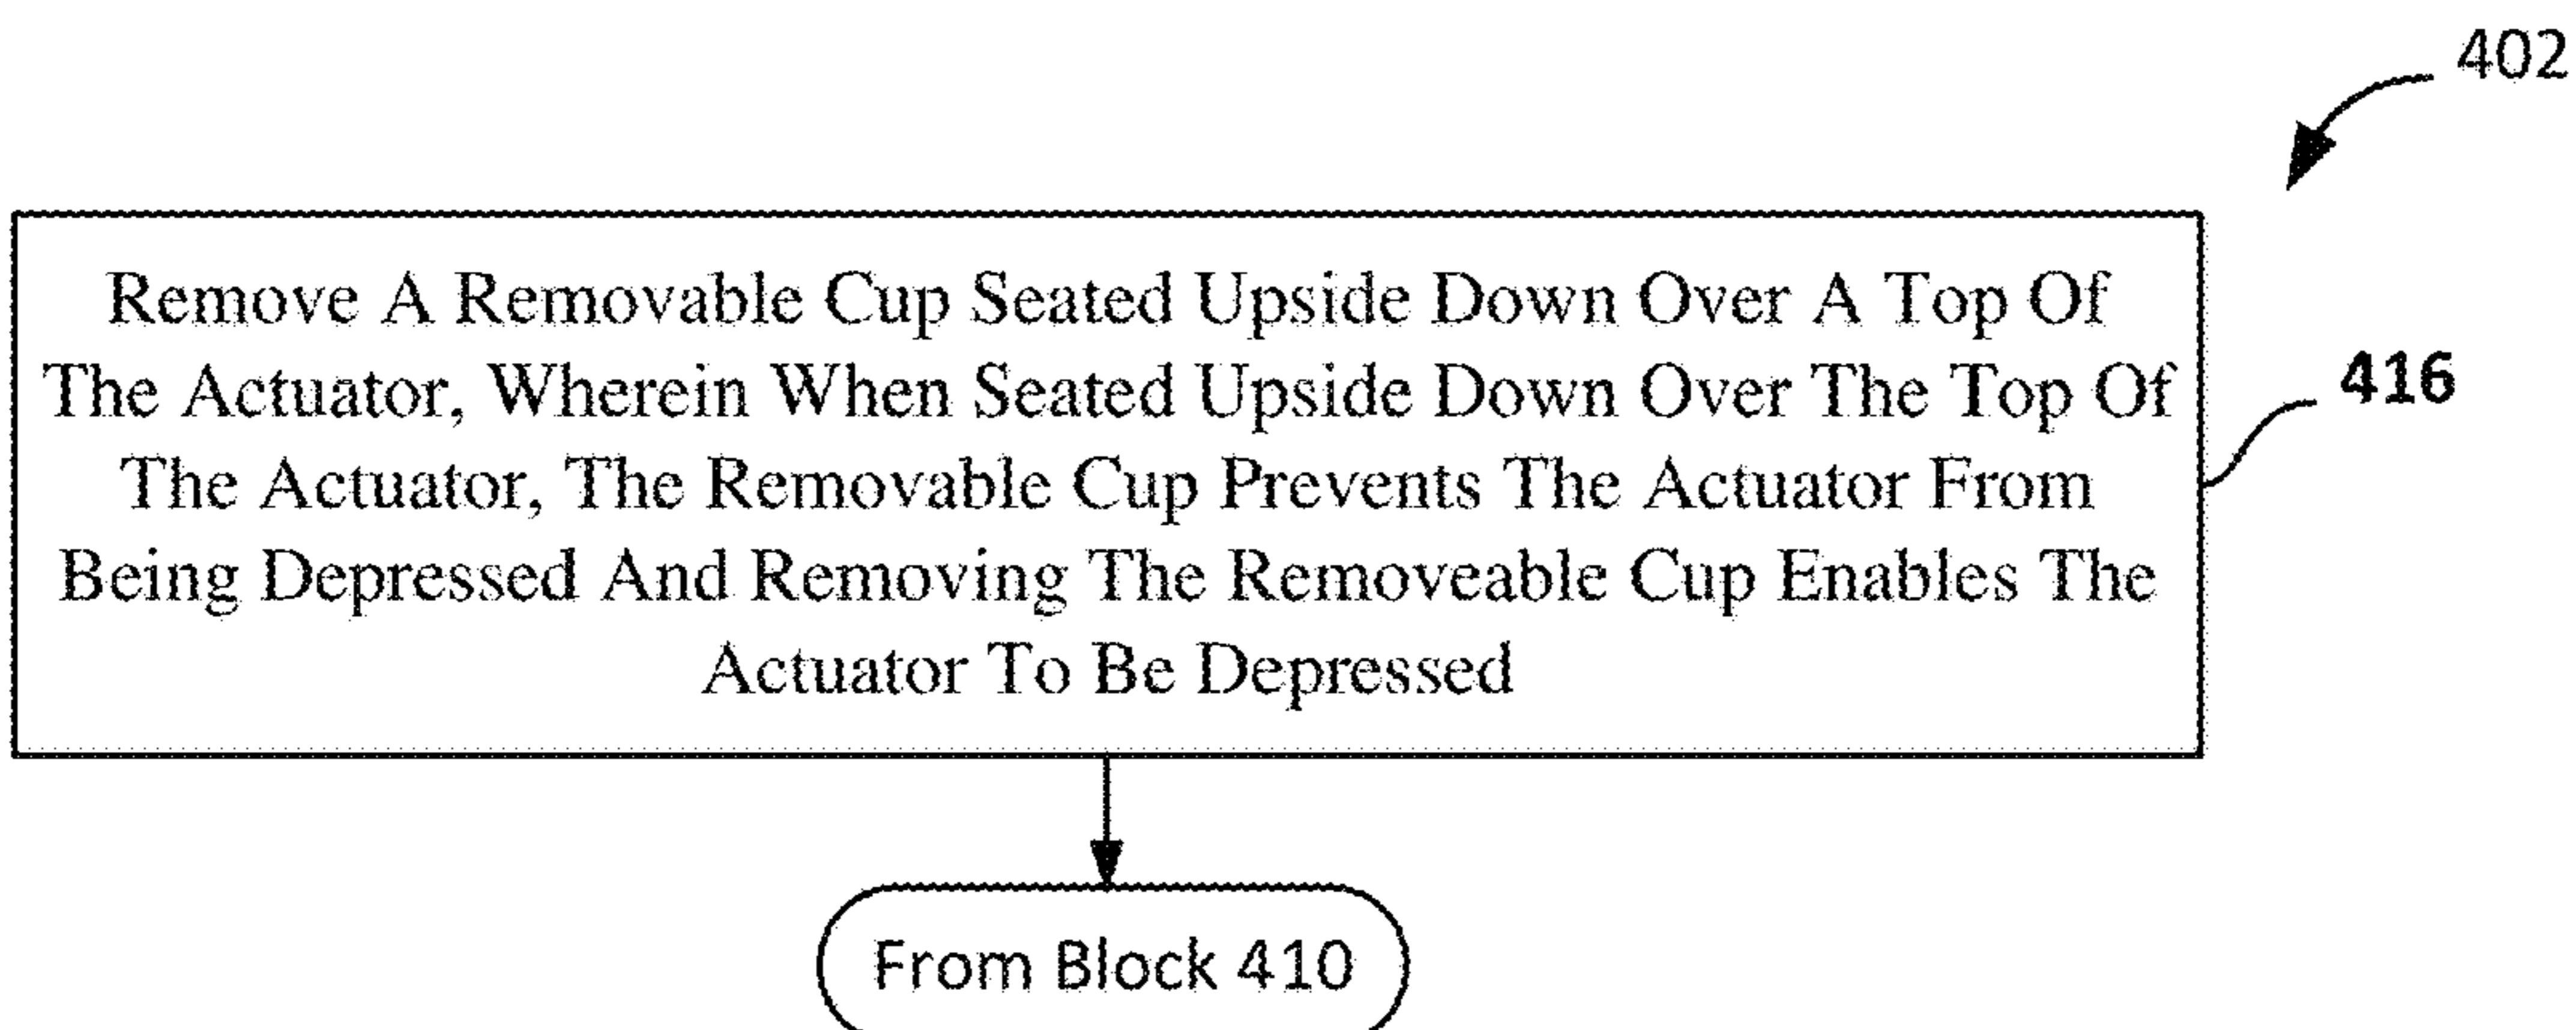 402
Remove A Removable Cup Seated Upside Down Over A Top Of
The Actuator, Wherein When Seated Upside Down Over The Top Of
The Actuator, The Removable Cup Prevents The Actuator From
Being Depressed And Removing The Removeable Cup Enables The
Actuator To Be Depressed
416
From Block 410